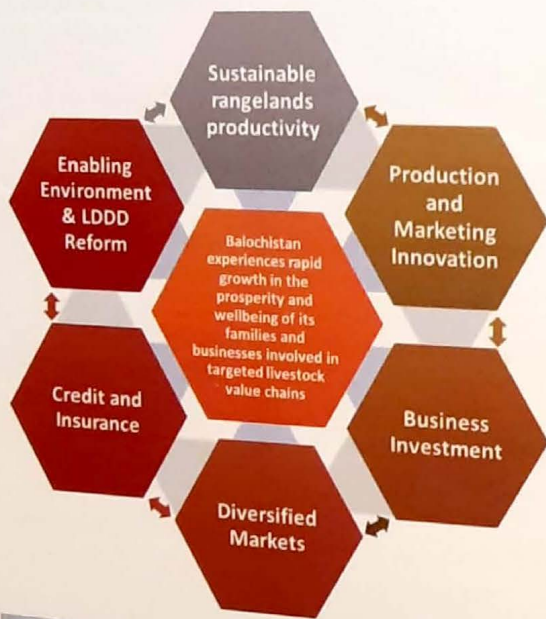 Sustainable
rangelands
productivity
Enabling
Environment
& LDDD
Reform
Production
and
Marketing
Innovation
Balochistan
experiences rapid
growth in the
prosperity and
wellbeing of its
families and
businesses involved in
targeted livestock
value chains
Credit and
Insurance
Business
Investment
Diversified
Markets